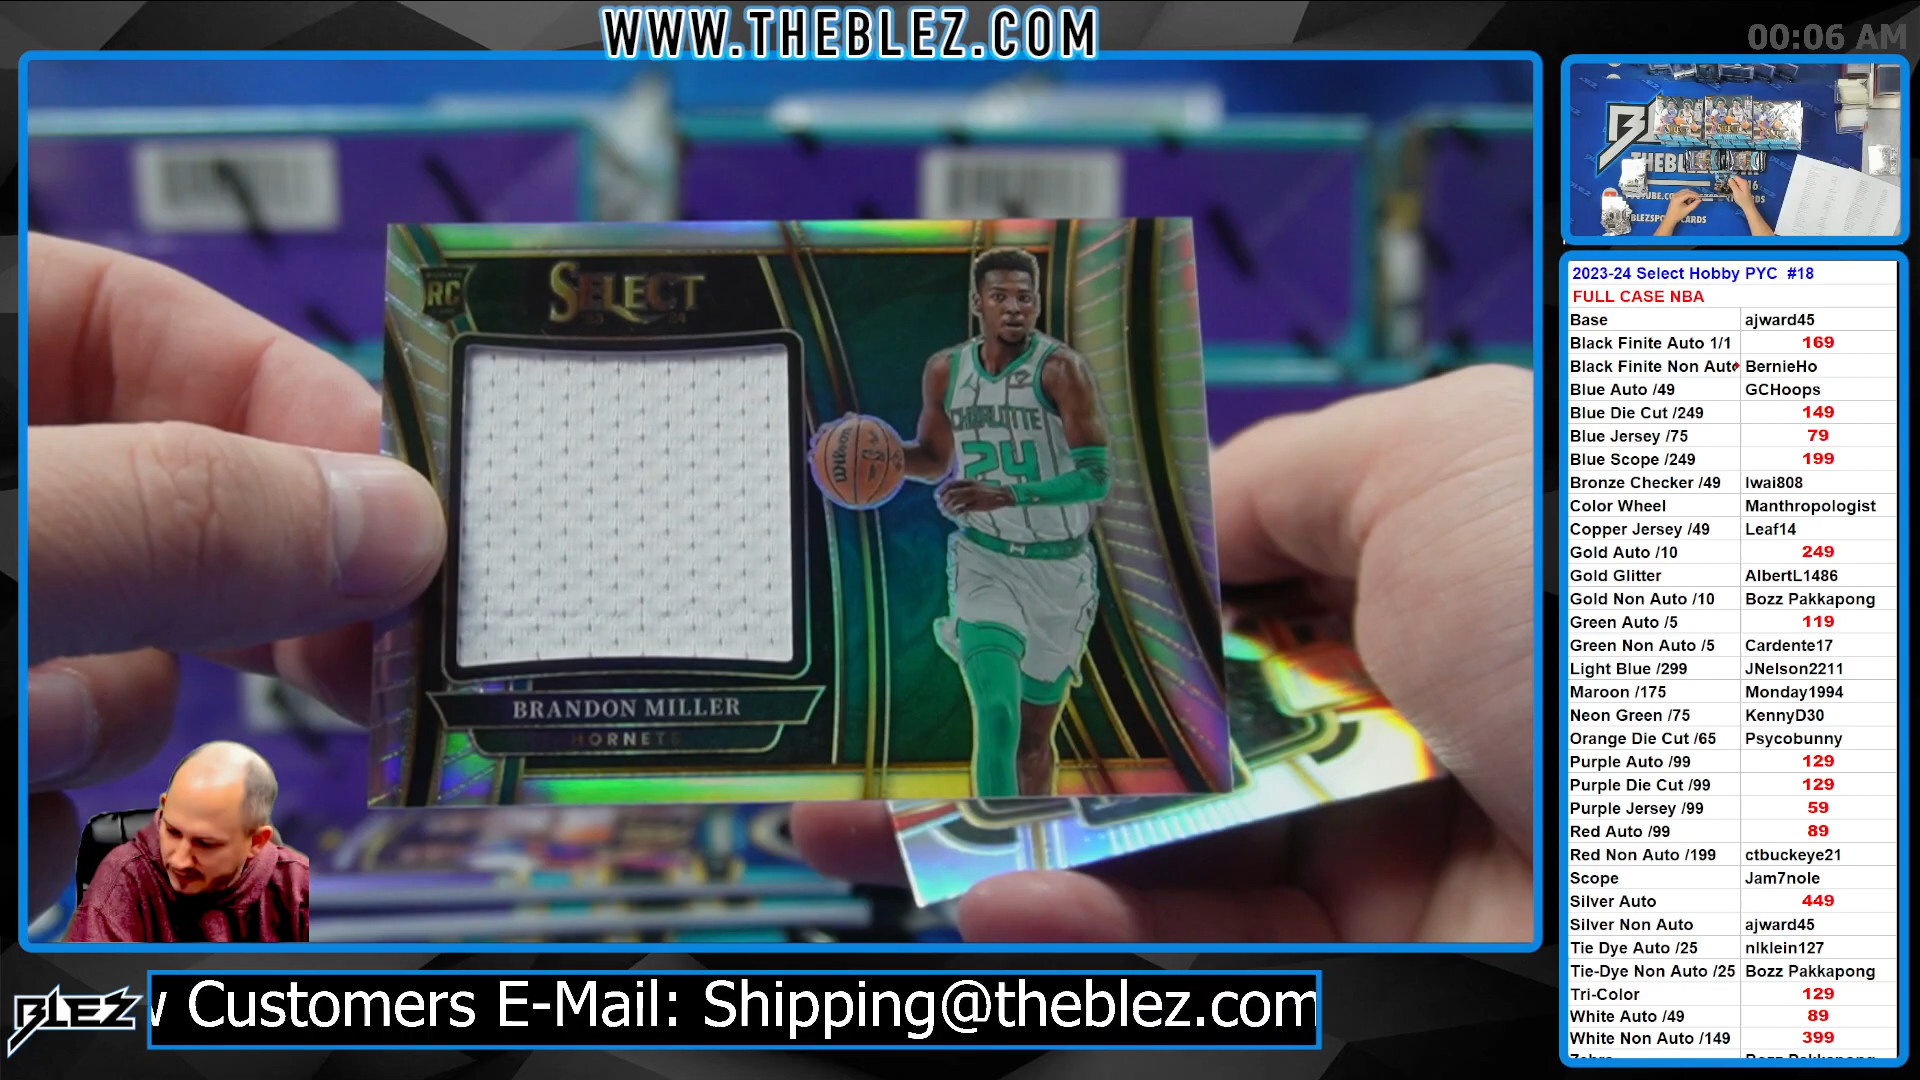 WWW.THEBLEZ.COM
00:06 AM
RC
SELECT
Wilson
CHARLOTTE
24
BRANDON MILLER
HORNETS
2023-24 Select Hobby PYC #18
FULL CASE NBA
Base ajward45
Black Finite Auto 1/1 169
Black Finite Non Auto BernieHo
Blue Auto /49 GCHoops
Blue Die Cut /249 149
Blue Jersey /75 79
Blue Scope /249 199
Bronze Checker /49 Iwai808
Color Wheel Manthropologist
Copper Jersey /49 Leaf14
Gold Auto /10 249
Gold Glitter AlbertL1486
Gold Non Auto /10 Bozz Pakkapong
Green Auto /5 119
Green Non Auto /5 Cardente17
Light Blue /299 JNelson2211
Maroon /175 Monday1994
Neon Green /75 KennyD30
Orange Die Cut /65 Psycobunny
Purple Auto /99 129
Purple Die Cut /99 129
Purple Jersey /99 59
Red Auto /99 89
Red Non Auto /199 ctbuckeye21
Scope Jam7nole
Silver Auto 449
Silver Non Auto ajward45
Tie Dye Auto /25 nlklein127
Tie-Dye Non Auto /25 Bozz Pakkapong
Tri-Color 129
White Auto /49 89
White Non Auto /149 399
BLEZ
Customers E-Mail: Shipping@theblez.com